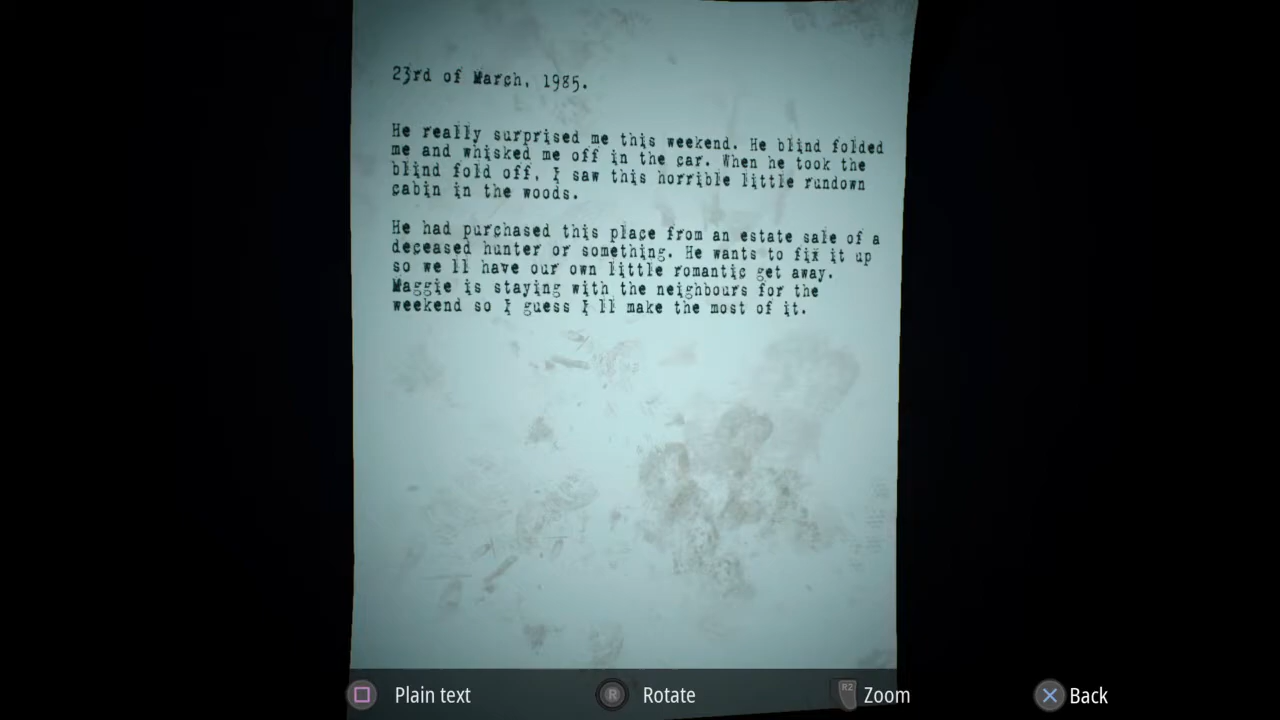 23rd of March, 1985.
He really surprised me this weekend. He blind folded
me and whisked me off in the car. When he took the
blind fold off, I saw this horrible little rundown
cabin in the woods.
He had purchased this place from an estate sale of a
deceased hunter or something. He wants to fix it up
so we ll have our own little romantic get away.
Maggie is staying with the neighbours for the
weekend so I guess I ll make the most of it.
Plain text
R Rotate
R2 Zoom
Back